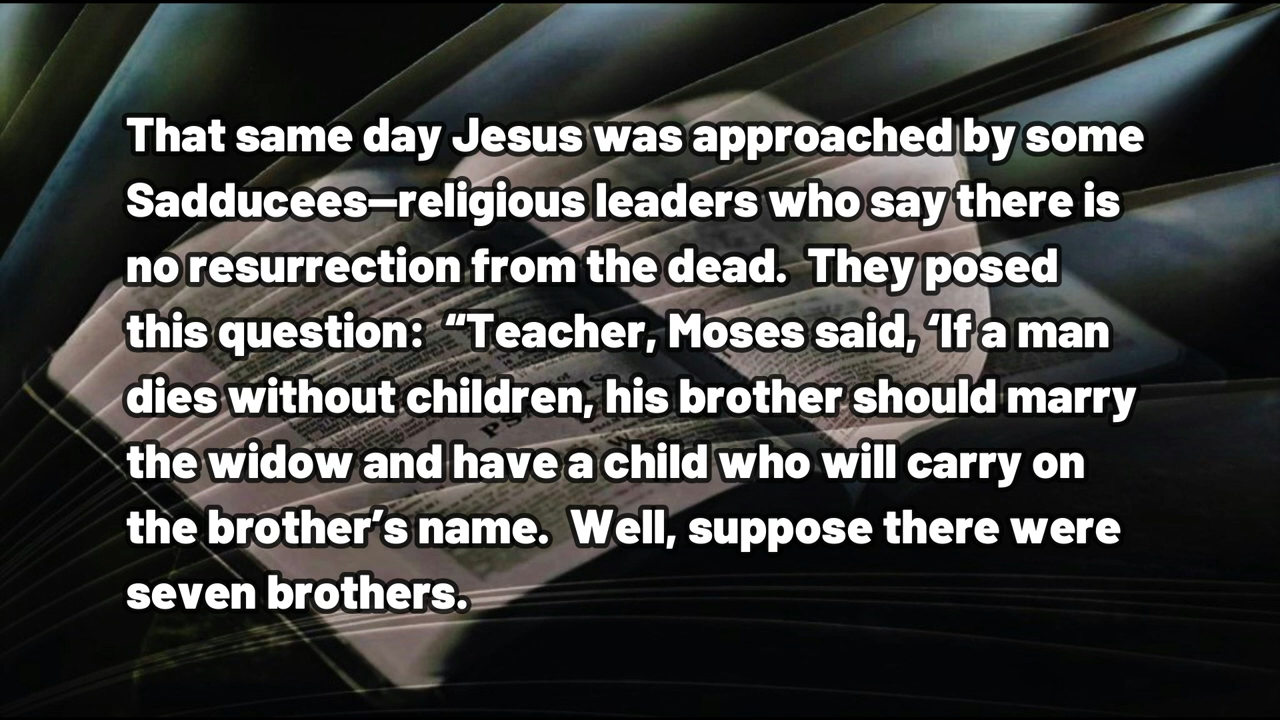 That same day Jesus was approached by some
Sadducees—religious leaders who say there is
no resurrection from the dead.  They posed
this question:  “Teacher, Moses said, ‘If a man
dies without children, his brother should marry
the widow and have a child who will carry on
the brother’s name.  Well, suppose there were
seven brothers.